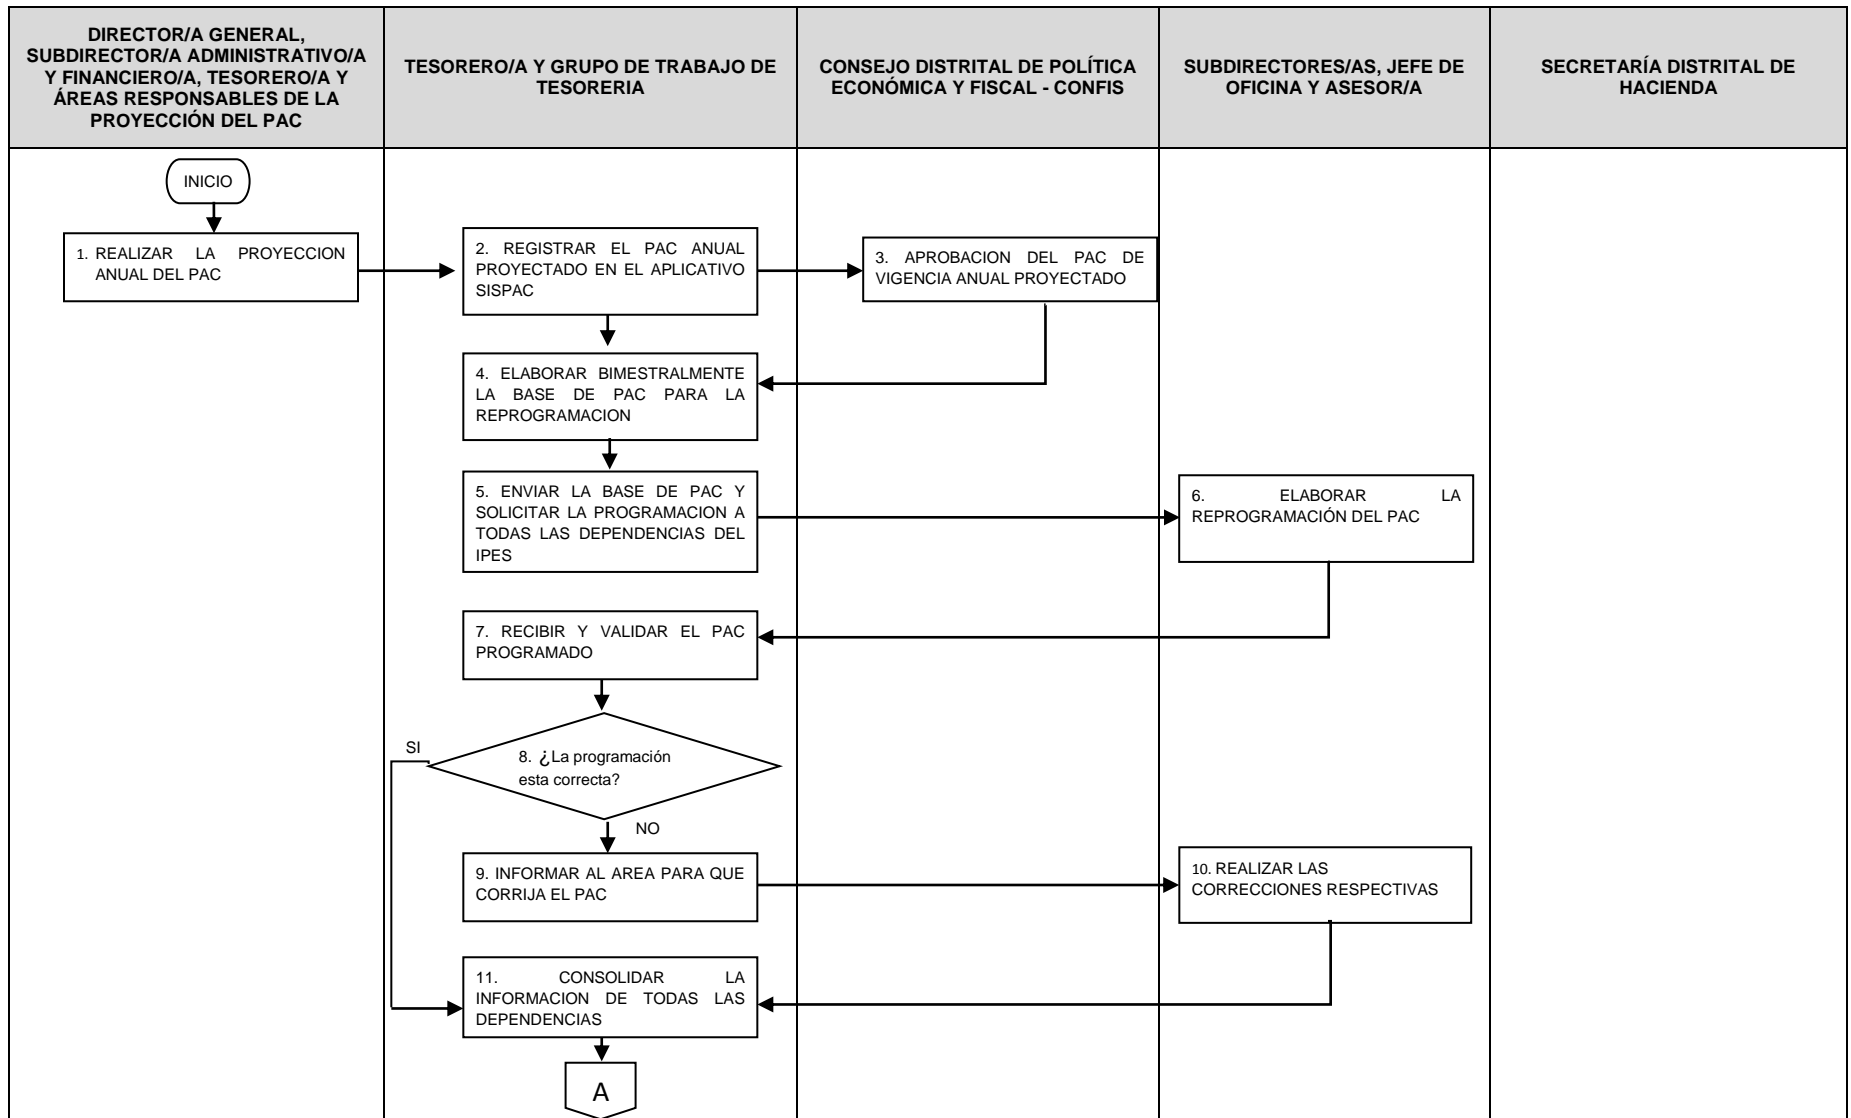 DIRECTOR/A GENERAL,
SUBDIRECTOR/A ADMINISTRATIVO/A
Y FINANCIERO/A, TESORERO/A Y
ÁREAS RESPONSABLES DE LA
PROYECCIÓN DEL PAC
TESORERO/A Y GRUPO DE TRABAJO DE
TESORERIA
CONSEJO DISTRITAL DE POLÍTICA
ECONÓMICA Y FISCAL - CONFIS
SUBDIRECTORES/AS, JEFE DE
OFICINA Y ASESOR/A
SECRETARÍA DISTRITAL DE
HACIENDA
INICIO
1. REALIZAR LA PROYECCION
ANUAL DEL PAC
2. REGISTRAR EL PAC ANUAL
PROYECTADO EN EL APLICATIVO
SISPAC
3. APROBACION DEL PAC DE
VIGENCIA ANUAL PROYECTADO
4. ELABORAR BIMESTRALMENTE
LA BASE DE PAC PARA LA
REPROGRAMACION
5. ENVIAR LA BASE DE PAC Y
SOLICITAR LA PROGRAMACION A
TODAS LAS DEPENDENCIAS DEL
IPES
6. ELABORAR LA
REPROGRAMACIÓN DEL PAC
7. RECIBIR Y VALIDAR EL PAC
PROGRAMADO
SI
8. ¿La programación
esta correcta?
NO
9. INFORMAR AL AREA PARA QUE
CORRIJA EL PAC
10. REALIZAR LAS
CORRECCIONES RESPECTIVAS
11. CONSOLIDAR LA
INFORMACION DE TODAS LAS
DEPENDENCIAS
A